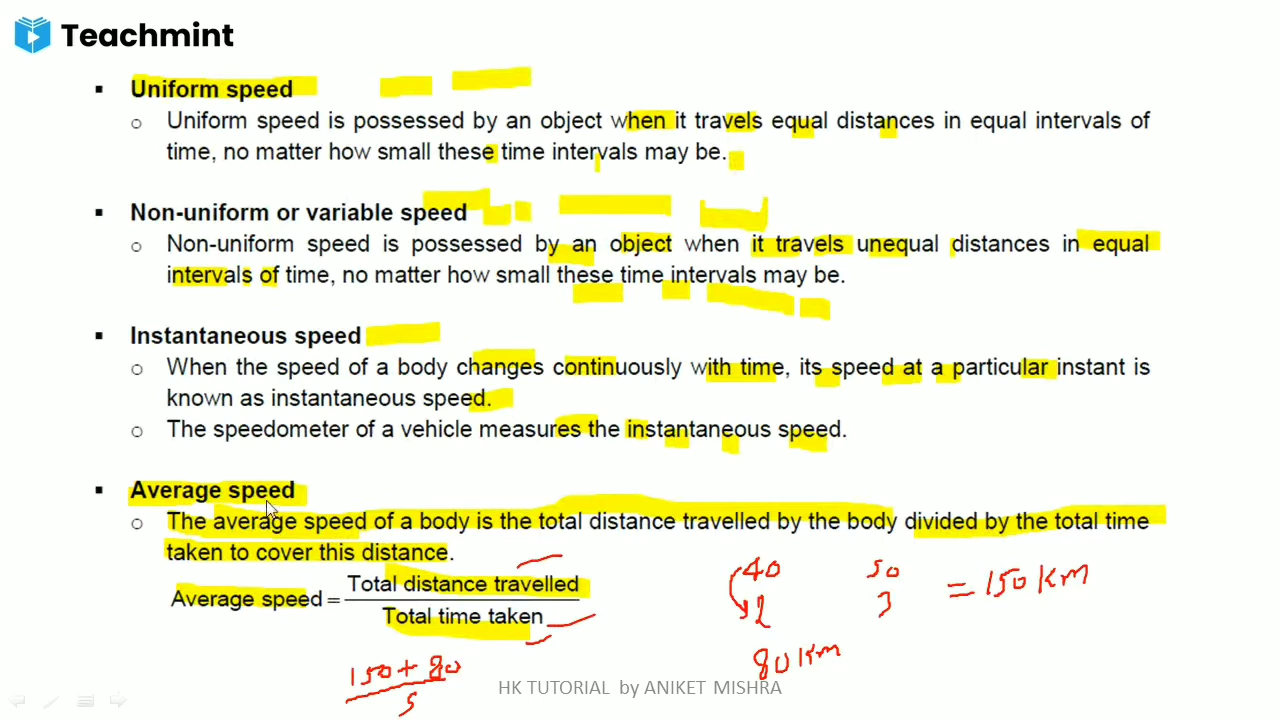 Teachmint
▪ Uniform speed
o Uniform speed is possessed by an object when it travels equal distances in equal intervals of
time, no matter how small these time intervals may be.
▪ Non-uniform or variable speed
o Non-uniform speed is possessed by an object when it travels unequal distances in equal
intervals of time, no matter how small these time intervals may be.
▪ Instantaneous speed
o When the speed of a body changes continuously with time, its speed at a particular instant is
known as instantaneous speed.
o The speedometer of a vehicle measures the instantaneous speed.
▪ Average speed
o The average speed of a body is the total distance travelled by the body divided by the total time
taken to cover this distance.
Average speed = Total distance travelled
Total time taken
40 50 = 150 Km
2 3
80 Km
150 + 80
5
HK TUTORIAL by ANIKET MISHRA